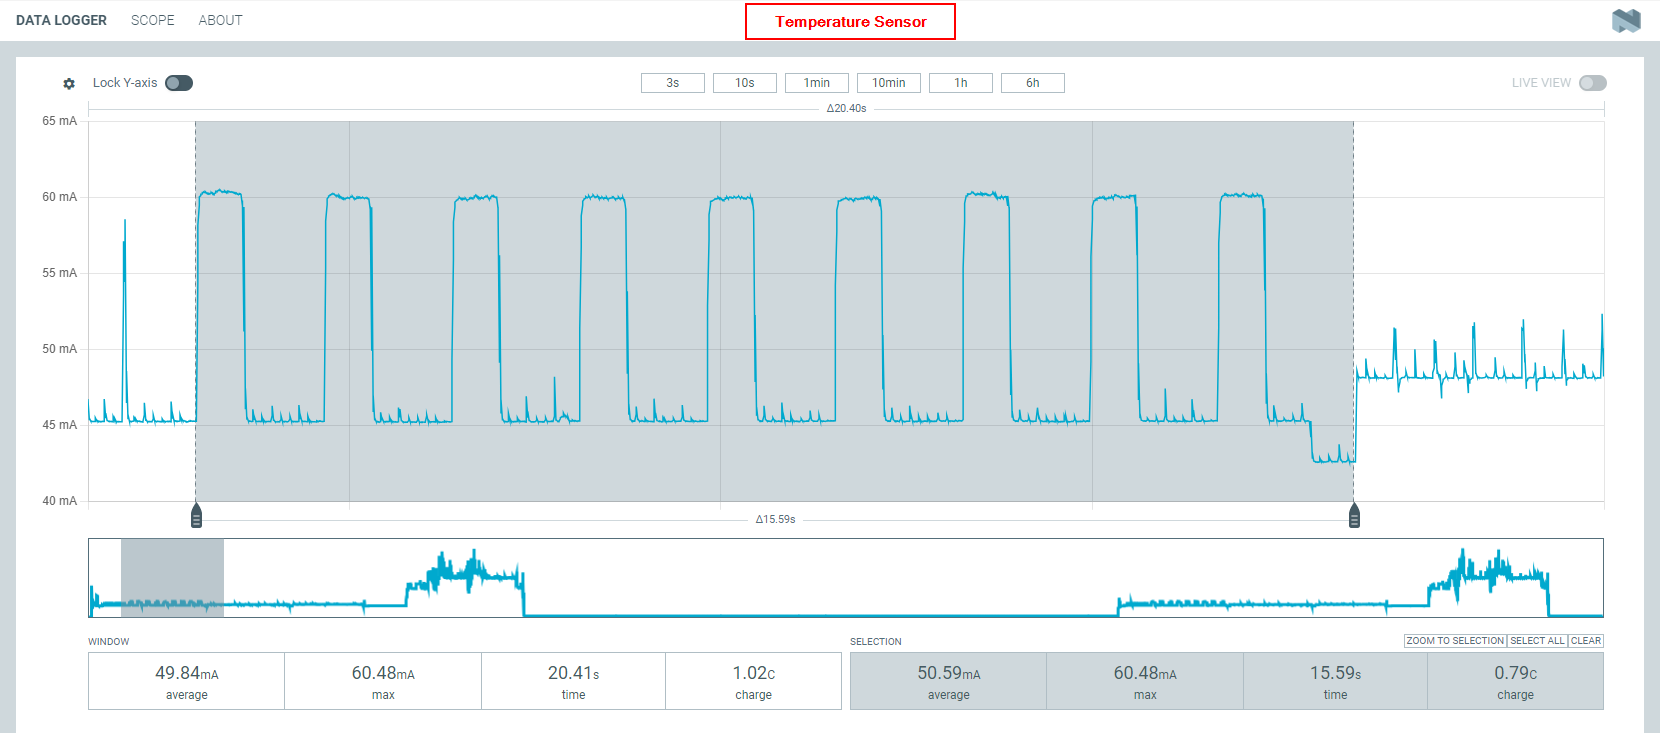 DATA LOGGER SCOPE ABOUT
Temperature Sensor
Lock Y-axis
3s 10s 1min 10min 1h 6h
LIVE VIEW
Δ20.40s
65 mA
60 mA
55 mA
50 mA
45 mA
40 mA
Δ15.59s
WINDOW
49.84mA 60.48mA 20.41s 1.02C
average max time charge
SELECTION
ZOOM TO SELECTION SELECT ALL CLEAR
50.59mA 60.48mA 15.59s 0.79C
average max time charge